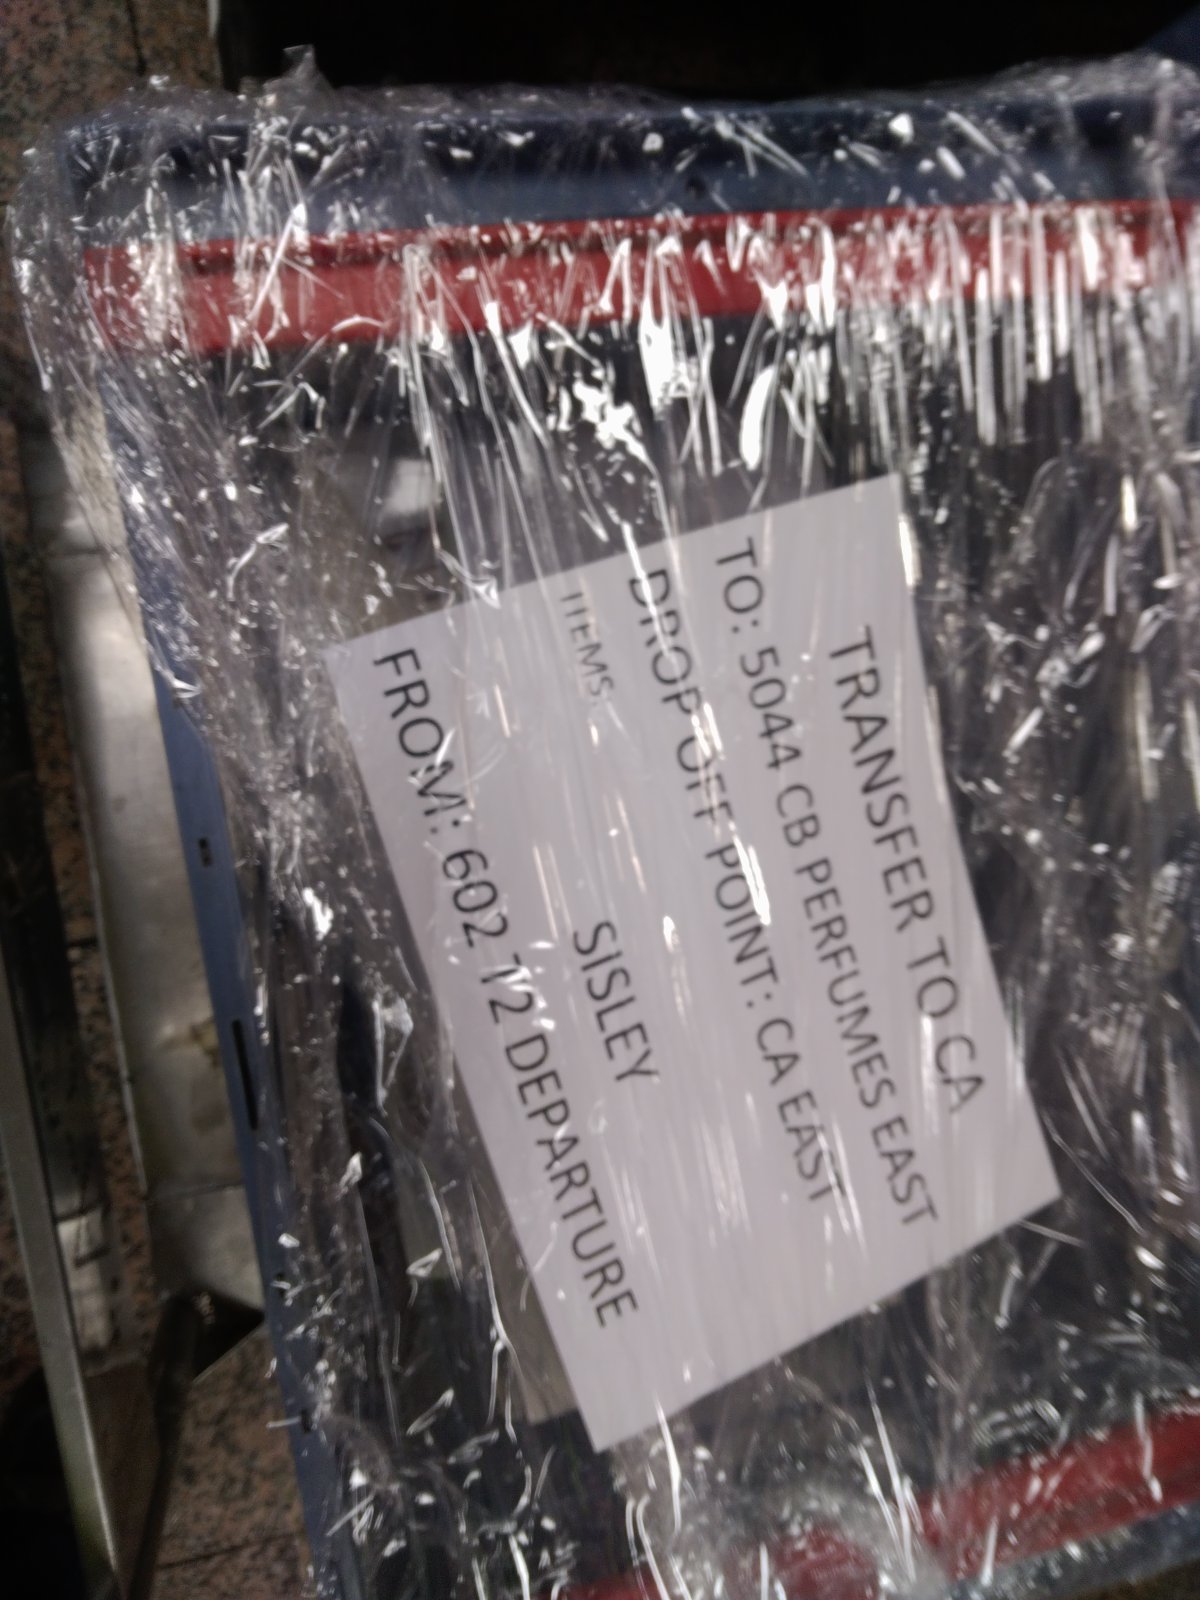 TRANSFER TO CA
TO: 5044 CB PERFUMES EAST
DROP OFF POINT: CA EAST
ITEMS:
SISLEY
FROM: 602 T2 DEPARTURE